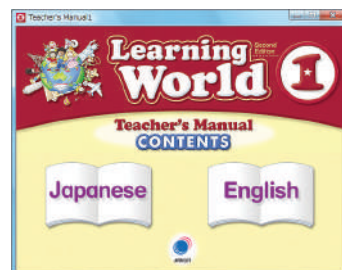 Teacher's Manual1
Learning Second Edition
World 1
Teacher's Manual
CONTENTS
Japanese English